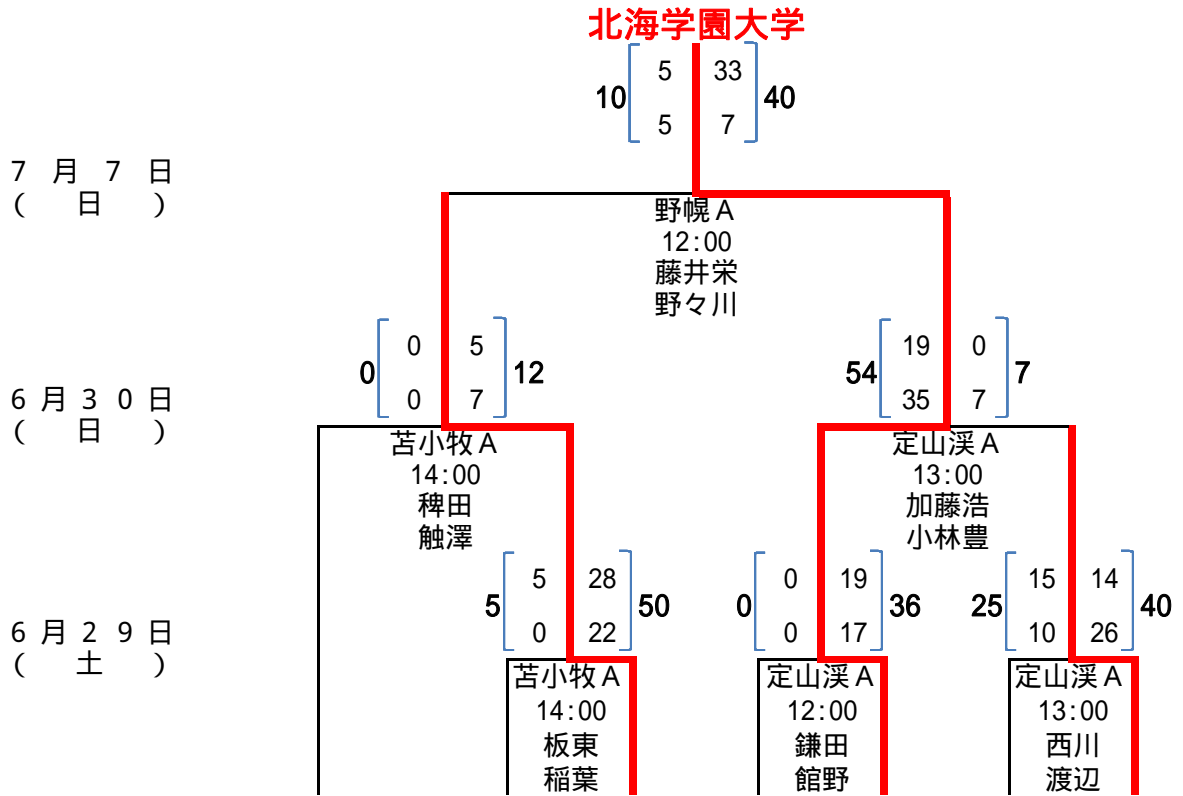 北海学園大学
5 33
10 40
5 7
7月7日
(日)
野幌A
12:00
藤井栄
野々川
0 5 19 0
0 12 54 7
0 7 35 7
6月30日
(日)
苫小牧A 定山渓A
14:00 13:00
稗田 加藤浩
触澤 小林豊
5 28 0 19 15 14
5 50 0 36 25 40
0 22 0 17 10 26
6月29日
(土)
苫小牧A 定山渓A 定山渓A
14:00 12:00 13:00
板東 鎌田 西川
稲葉 館野 渡辺